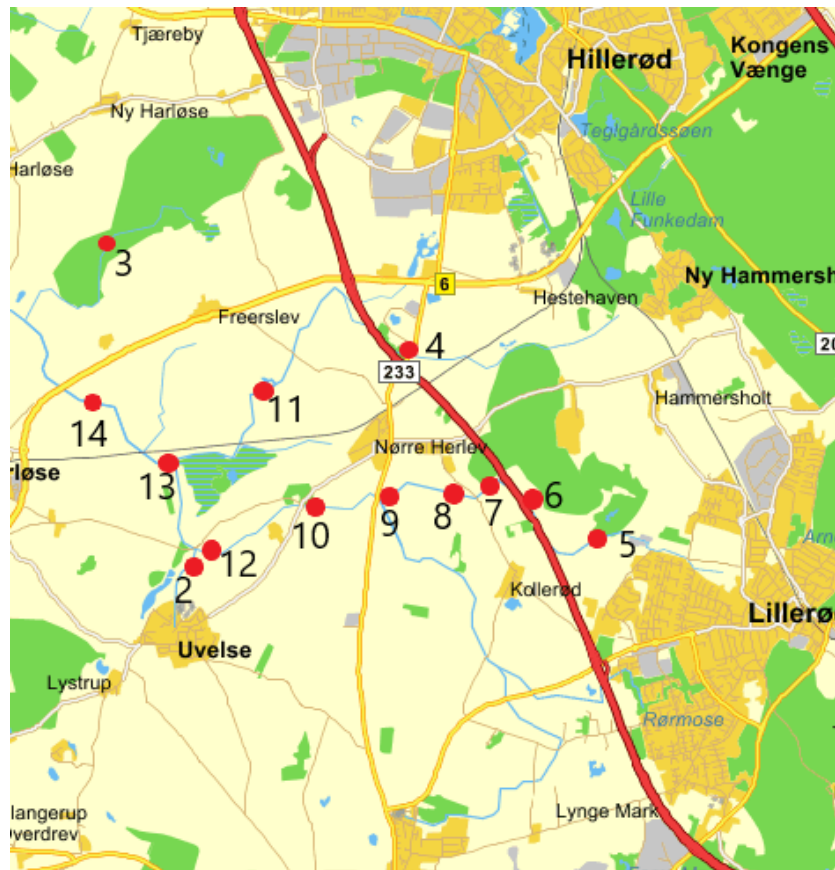 Tjæreby
Hillerød
Kongens
Vænge
Ny Harløse
Teglgårdssøen
Harløse
Lille
Funkedam
3
6
Ny Hammersh
Hestehaven
Freerslev
4
233
20
11
Hammersholt
14
Nørre Herlev
13
rløse
6
7
8
9
10
5
12
2
Kollerød
Lillerø
Uvelse
Lystrup
Rørmose
langerup
Overdrev
Lynge Mark